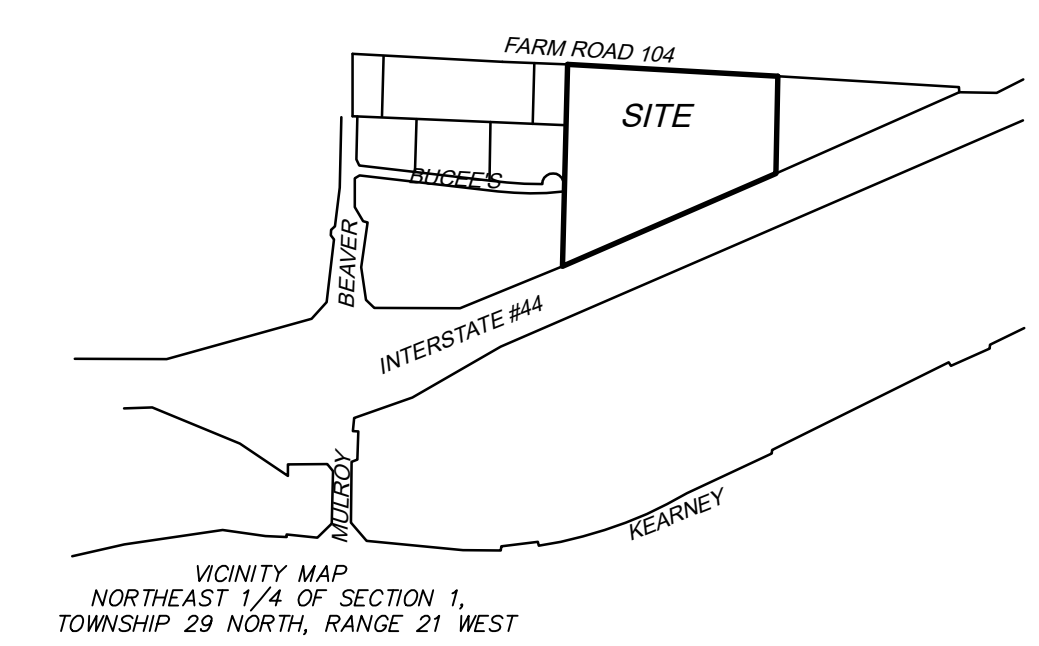 FARM ROAD 104
SITE
BUCEE'S
BEAVER
INTERSTATE #44
MULROY
KEARNEY
VICINITY MAP
NORTHEAST 1/4 OF SECTION 1,
TOWNSHIP 29 NORTH, RANGE 21 WEST